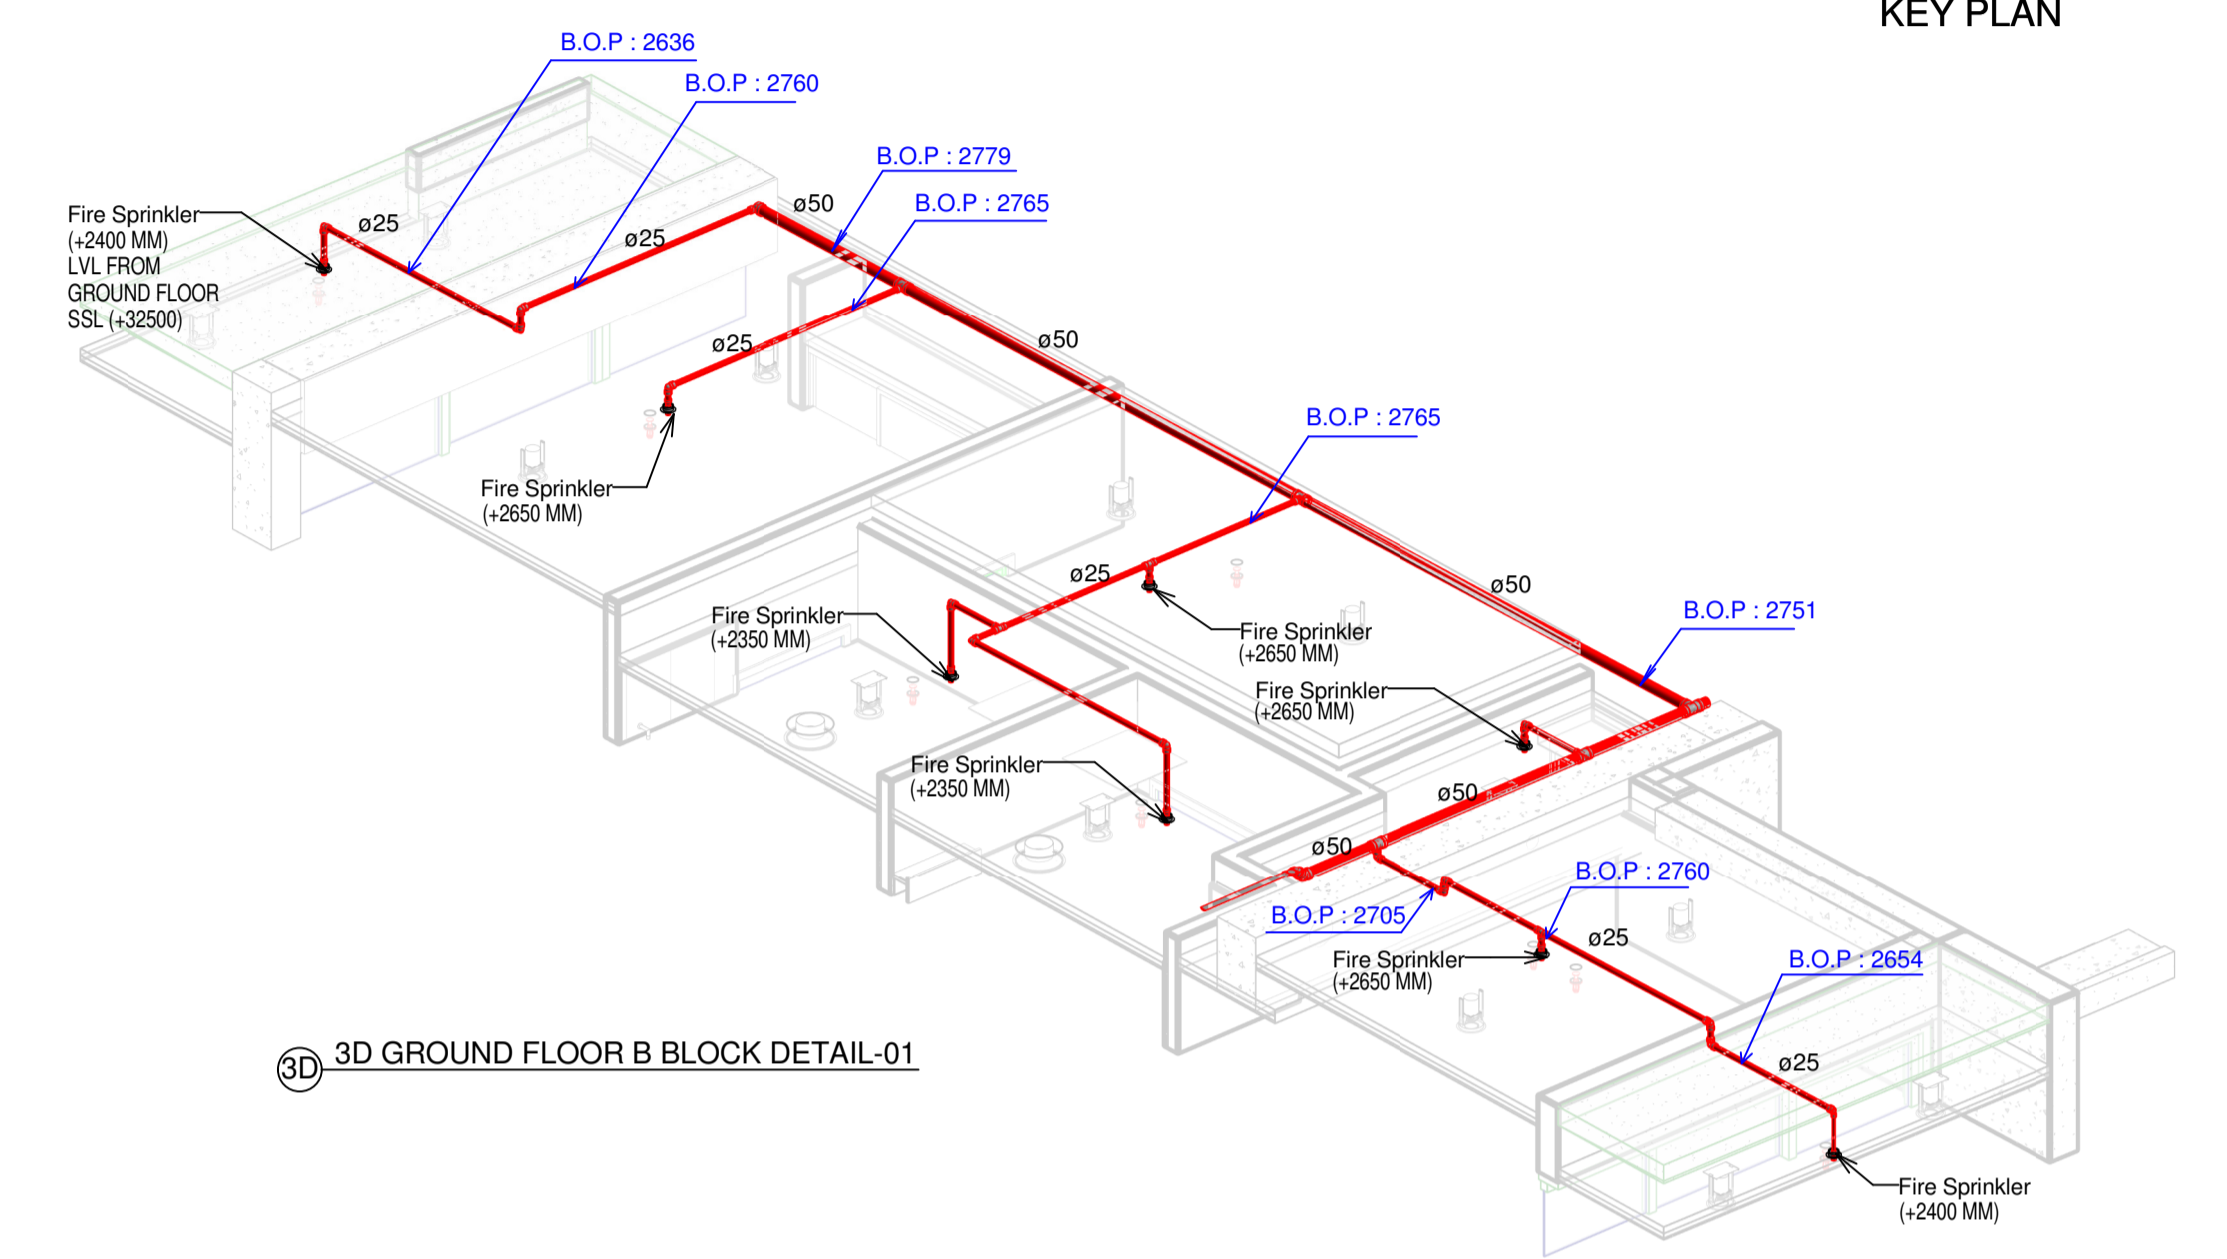 KEY PLAN
B.O.P : 2636
B.O.P : 2760
B.O.P : 2779
B.O.P : 2765
ø50
ø25
ø25
Fire Sprinkler
(+2400 MM)
LVL FROM
GROUND FLOOR
SSL (+32500)
ø25
ø50
B.O.P : 2765
Fire Sprinkler
(+2650 MM)
ø25
ø50
B.O.P : 2751
Fire Sprinkler
(+2350 MM)
Fire Sprinkler
(+2650 MM)
Fire Sprinkler
(+2650 MM)
Fire Sprinkler
(+2350 MM)
ø50
ø50
B.O.P : 2760
B.O.P : 2705
ø25
Fire Sprinkler
(+2650 MM)
B.O.P : 2654
ø25
3D
3D GROUND FLOOR B BLOCK DETAIL-01
Fire Sprinkler
(+2400 MM)